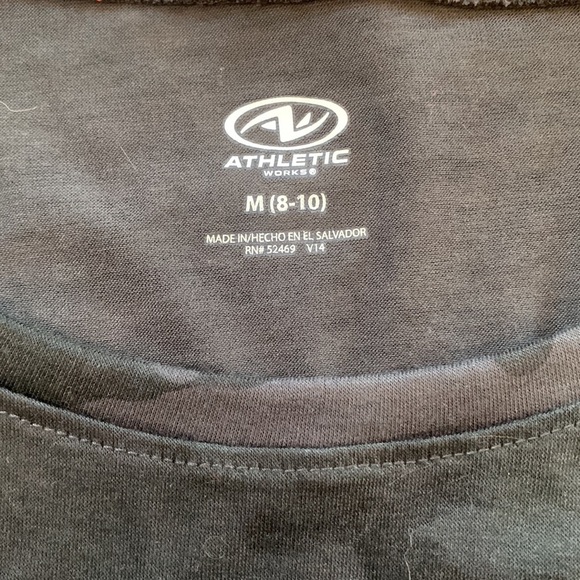 ATHLETIC
WORKS®
M (8-10)
MADE IN/HECHO EN EL SALVADOR
RN# 52469 V14